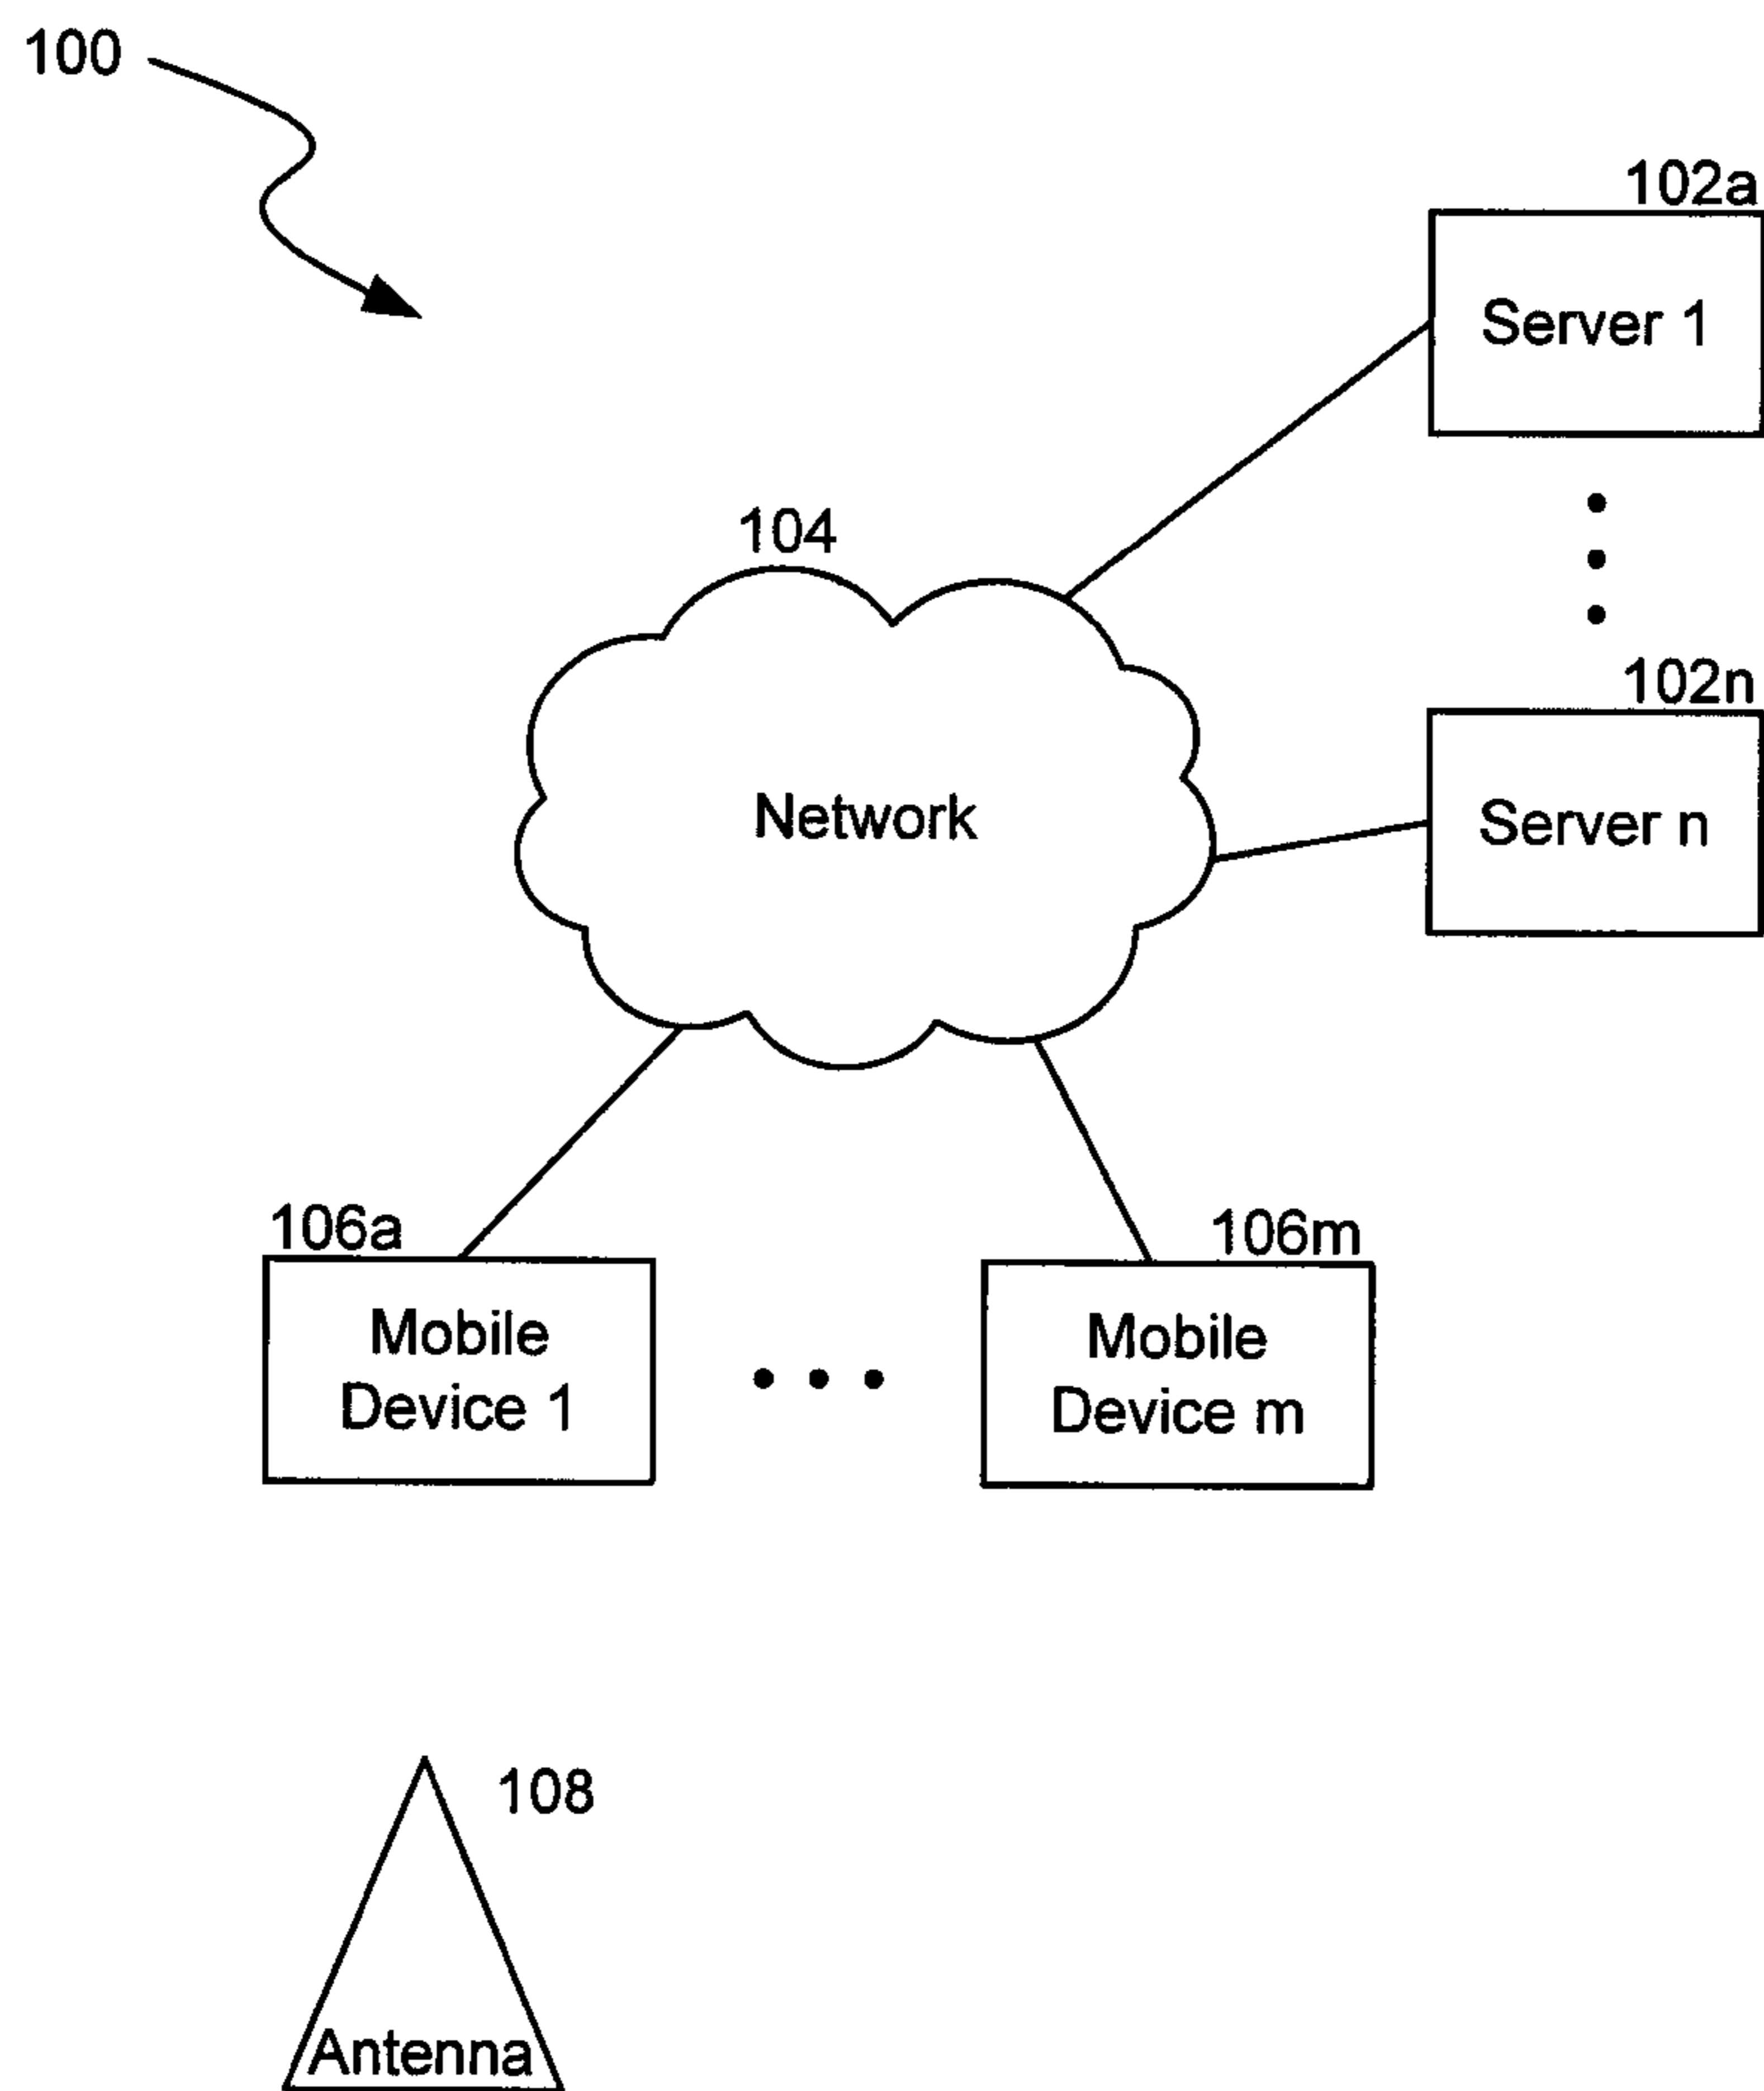 100
102a
Server 1
104
102n
Network
Server n
106a
106m
Mobile
Device 1
Mobile
Device m
108
Antenna